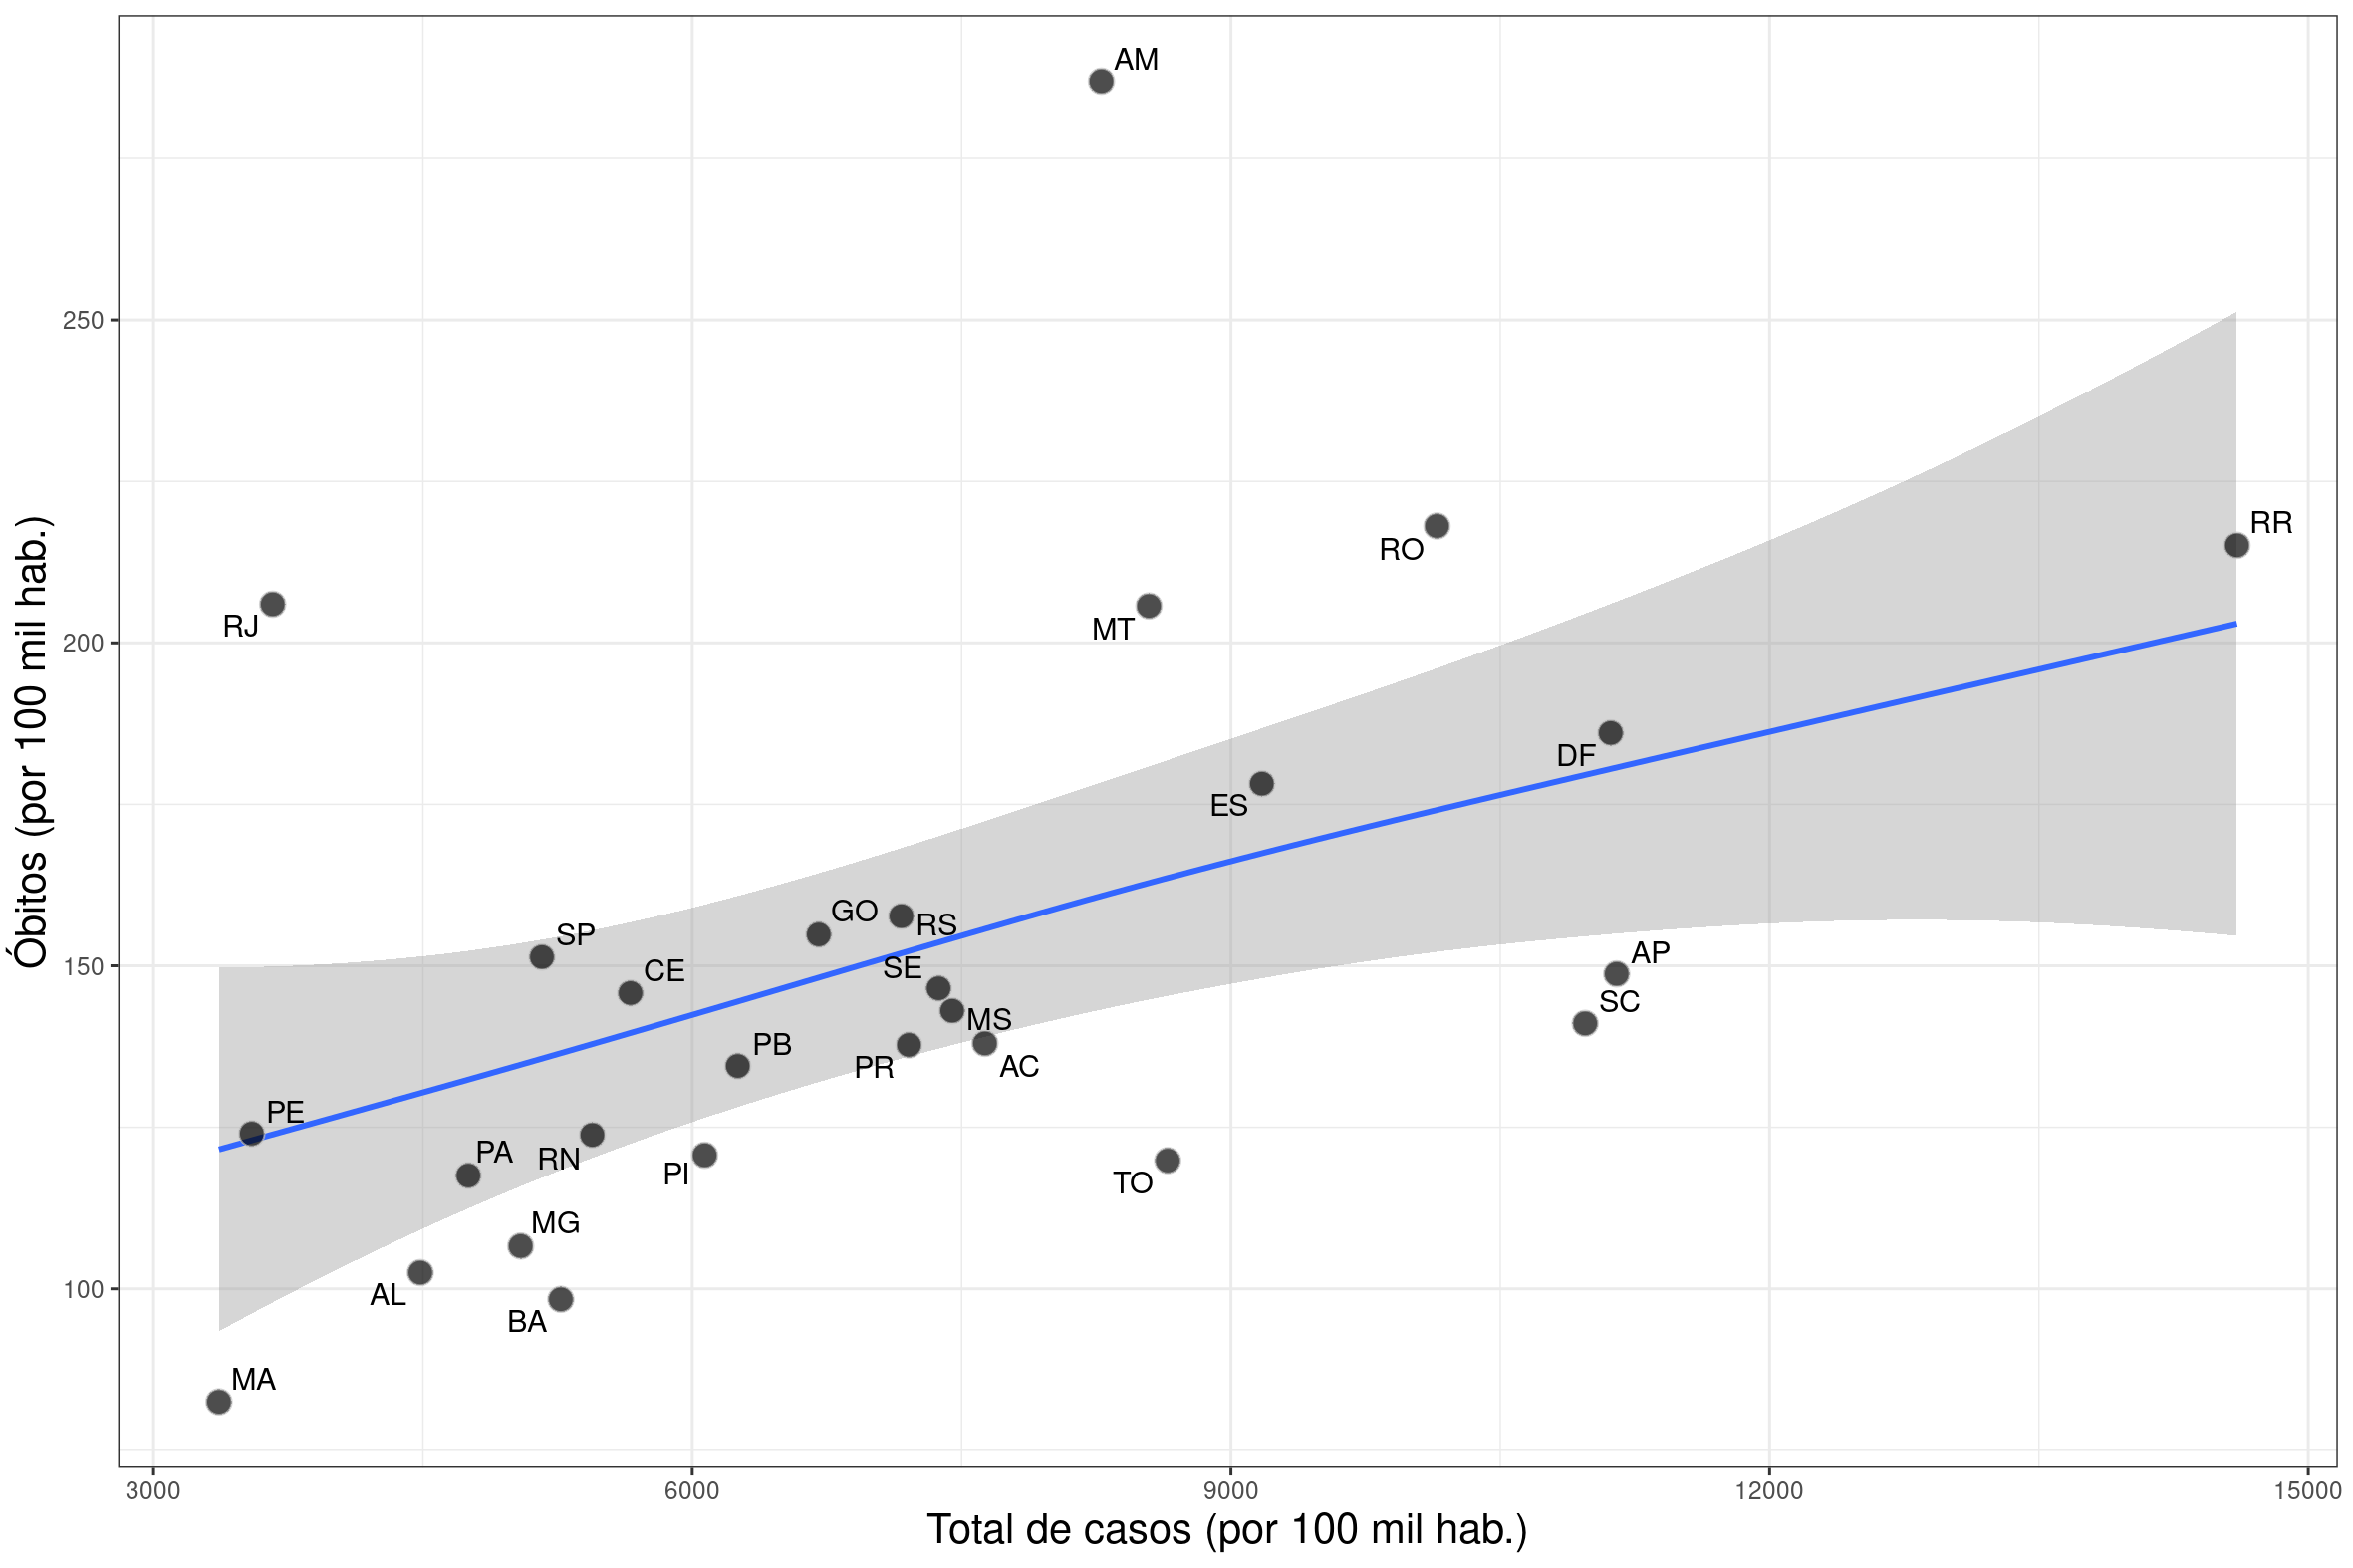 Óbitos (por 100 mil hab.)
250
200
150
100
AM
RR
RO
RJ
MT
DF
ES
GO
RS
SP
AP
SE
CE
SC
MS
PB
PR
AC
PE
PA
RN
PI
TO
MG
AL
BA
MA
3000 6000 9000 12000 15000
Total de casos (por 100 mil hab.)